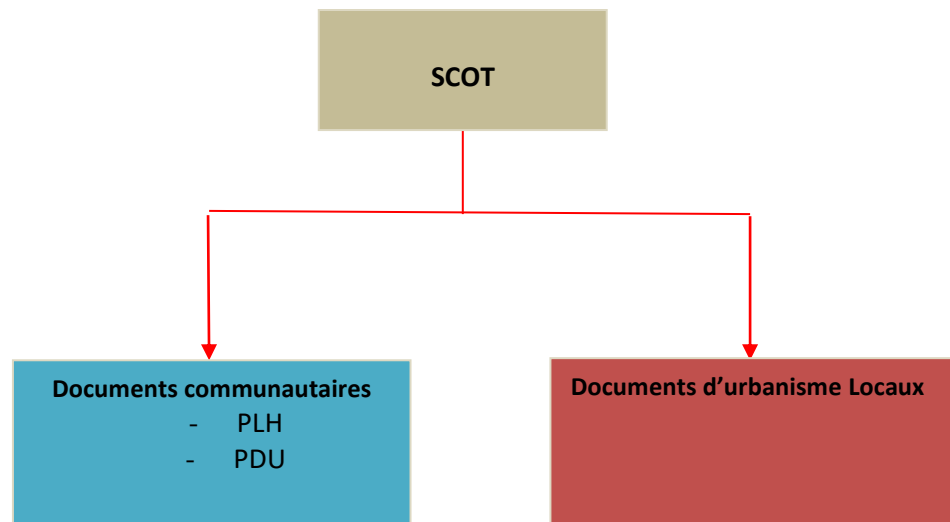 SCOT
Documents communautaires
- PLH
- PDU
Documents d’urbanisme Locaux